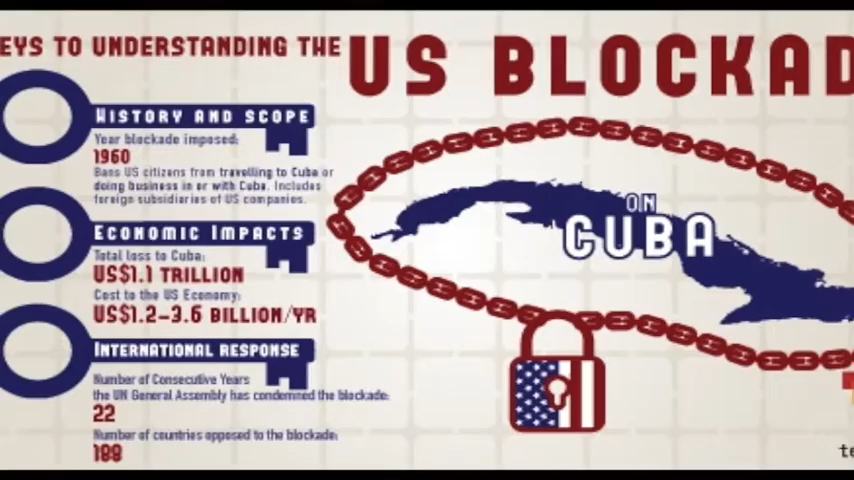 EYS TO UNDERSTANDING THE
US BLOCKAD
HISTORY AND SCOPE
Year blockade imposed:
1960
Bans US citizens from travelling to Cuba or
doing business in or with Cuba. Includes
foreign subsidiaries of US companies.
ECONOMIC IMPACTS
Total loss to Cuba:
US$1.1 TRILLION
Cost to the US Economy:
US$1.2-3.6 BILLION/YR
INTERNATIONAL RESPONSE
Number of Consecutive Years
the UN General Assembly has condemned the blockade:
22
Number of countries opposed to the blockade:
188
ON
CUBA
te